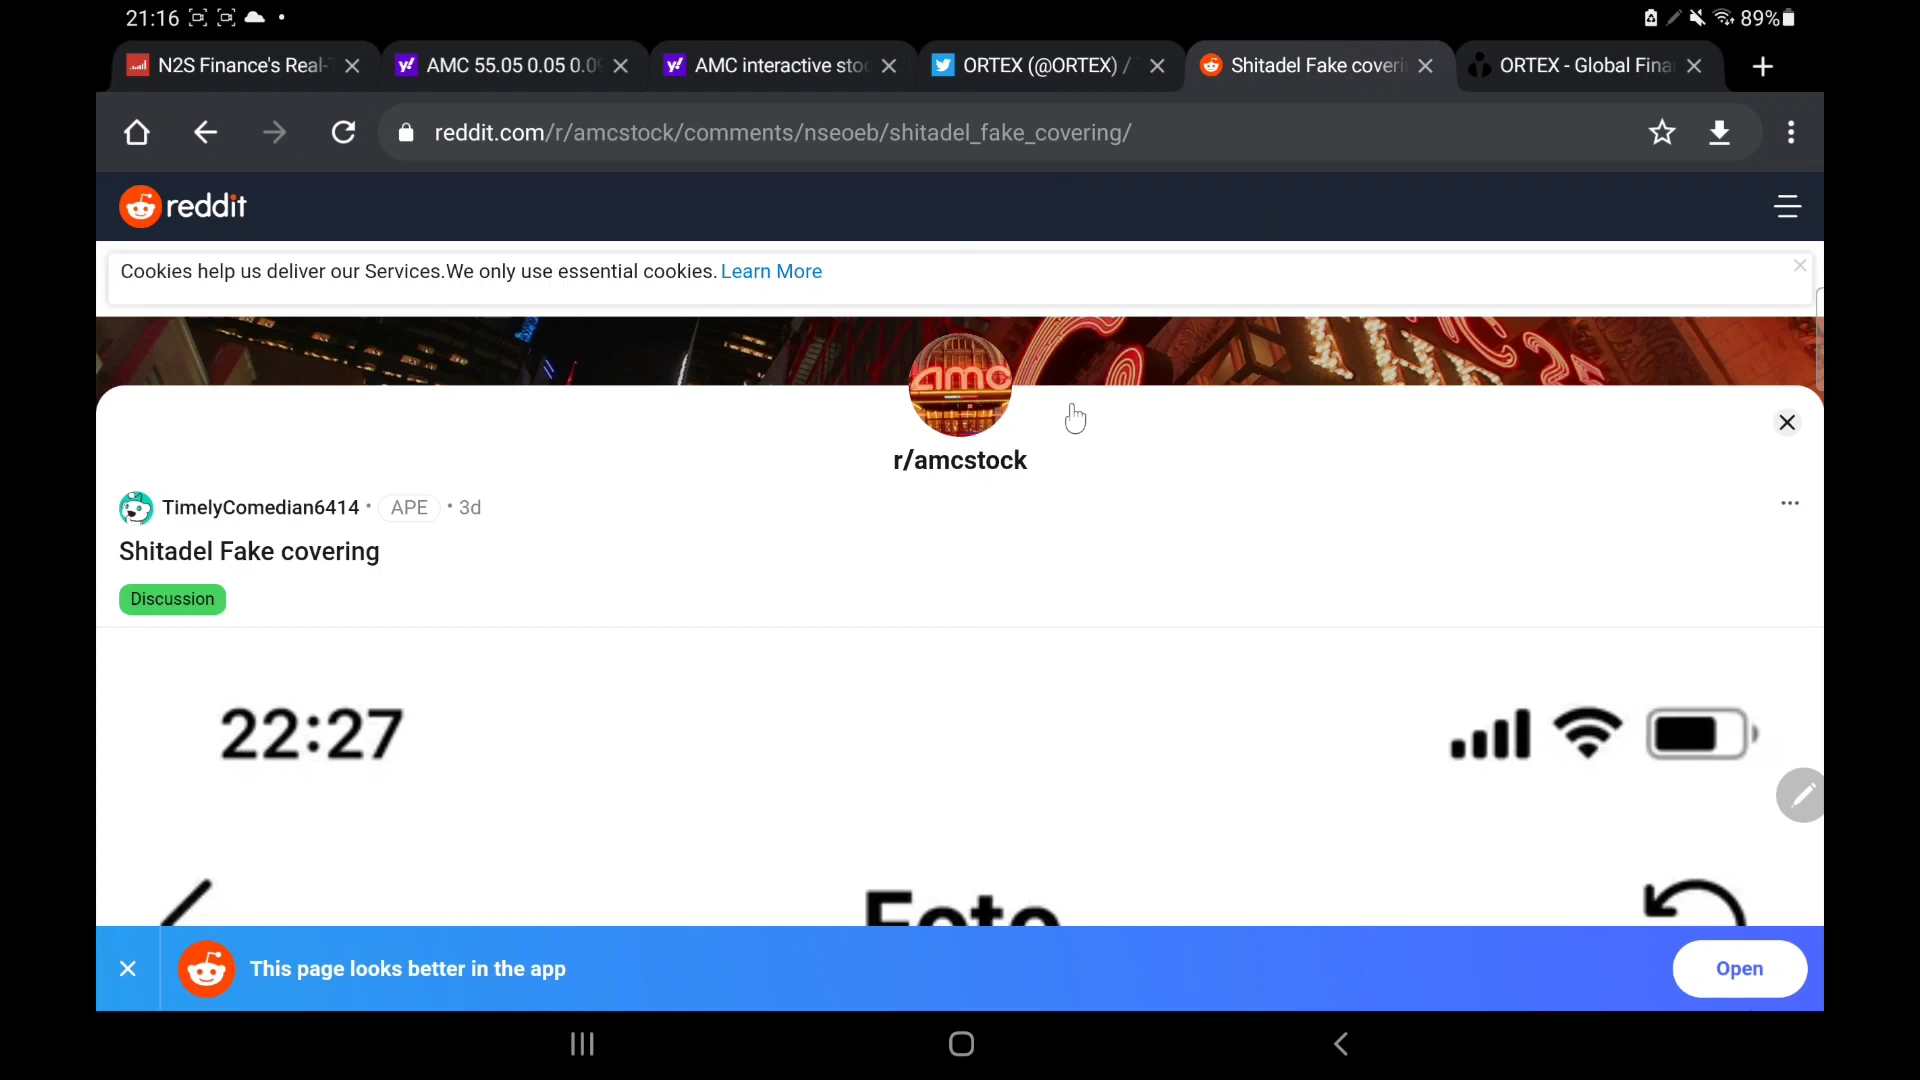 21:16
89%
N2S Finance's Real-
AMC 55.05 0.05 0.0
AMC interactive sto
ORTEX (@ORTEX) /
Shitadel Fake coveri
ORTEX - Global Fina
reddit.com/r/amcstock/comments/nseoeb/shitadel_fake_covering/
reddit
Cookies help us deliver our Services.We only use essential cookies. Learn More
amc
r/amcstock
TimelyComedian6414 · APE · 3d
Shitadel Fake covering
Discussion
22:27
Foto
This page looks better in the app
Open